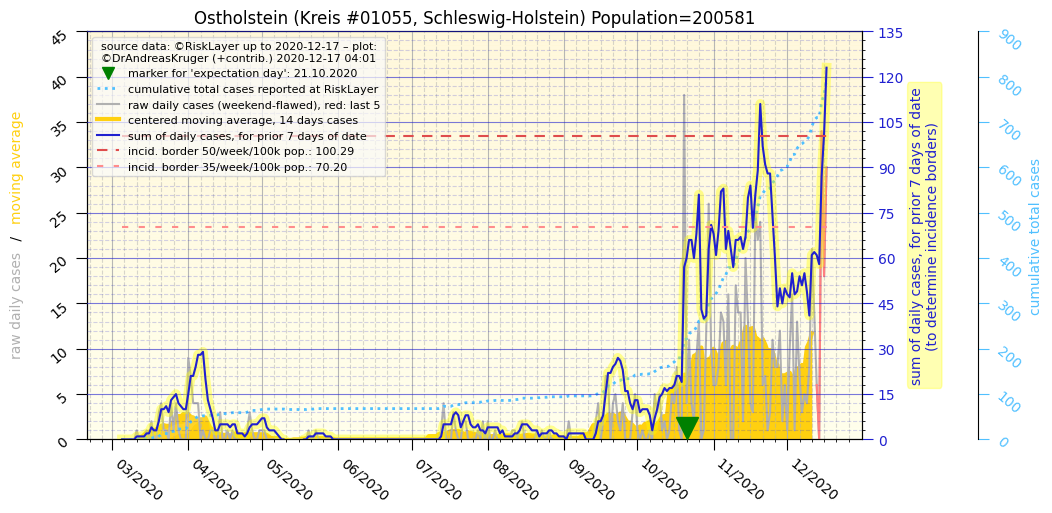 Ostholstein (Kreis #01055, Schleswig-Holstein) Population=200581
source data: ©RiskLayer up to 2020-12-17 – plot:
©DrAndreasKruger (+contrib.) 2020-12-17 04:01
marker for 'expectation day': 21.10.2020
cumulative total cases reported at RiskLayer
raw daily cases (weekend-flawed), red: last 5
centered moving average, 14 days cases
sum of daily cases, for prior 7 days of date
incid. border 50/week/100k pop.: 100.29
incid. border 35/week/100k pop.: 70.20
raw daily cases / moving average
45
40
35
30
25
20
15
10
5
0
03/2020
04/2020
05/2020
06/2020
07/2020
08/2020
09/2020
10/2020
11/2020
12/2020
135
120
105
90
75
60
45
30
15
0
sum of daily cases, for prior 7 days of date
(to determine incidence borders)
900
800
700
600
500
400
300
200
100
0
cumulative total cases